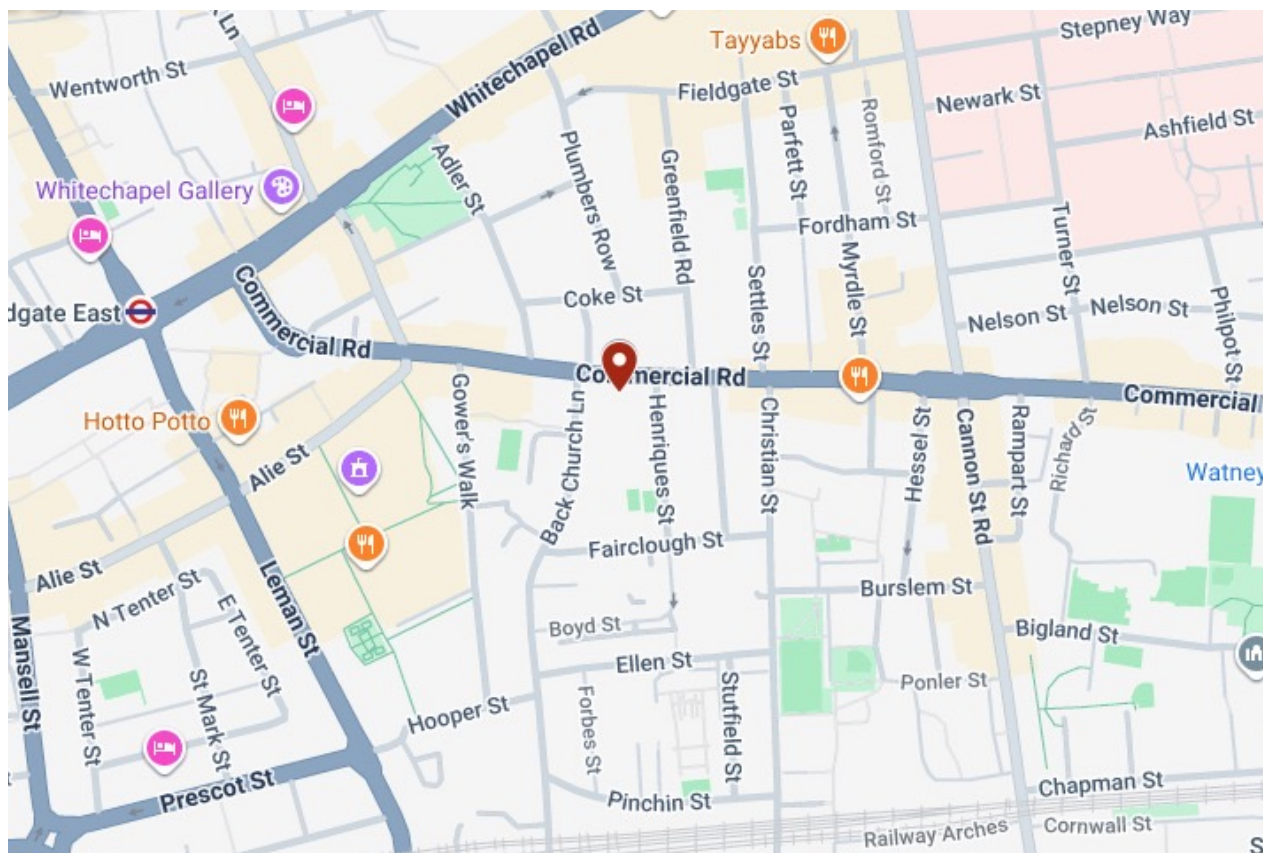 Ln
Wentworth St
Whitechapel Rd
Tayyabs
Stepney Way
Fieldgate St
Newark St
Ashfield St
Parfett St
Romford St
Plumbers Row
Greenfield Rd
Adler St
Whitechapel Gallery
Fordham St
Turner St
Settles St
Myrdle St
dgate East
Commercial Rd
Coke St
Nelson St
Nelson St
Philpot St
Commercial Rd
Commercial
Hotto Potto
Alie St
Gower's Walk
Back Church Ln
Henriques St
Christian St
Hessel St
Cannon St Rd
Rampart St
Richard St
Watney
Alie St
Fairclough St
N Tenter St
E Tenter St
Leman St
Burslem St
Boyd St
Bigland St
Mansell St
W Tenter St
St Mark St
Ellen St
Forbes St
Stutfield St
Ponler St
Hooper St
Prescot St
Pinchin St
Chapman St
Railway Arches
Cornwall St
S